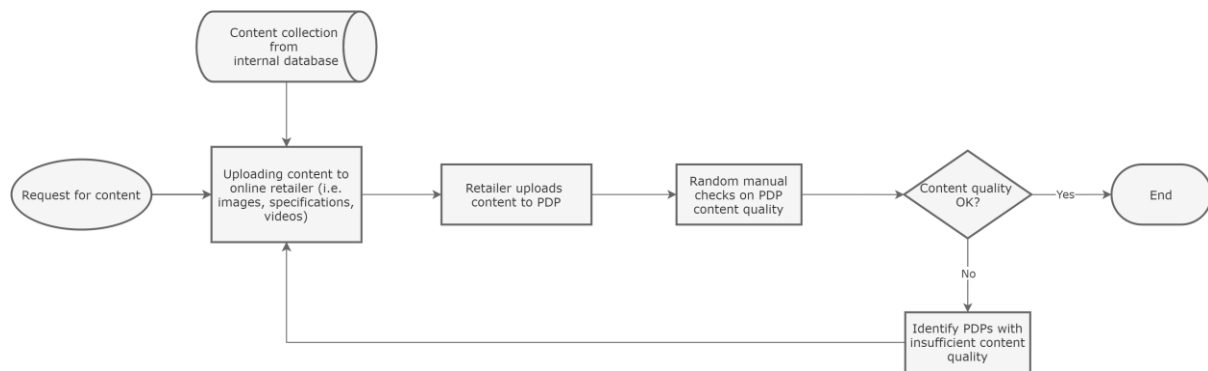 Content collection
from
internal database
Request for content
Uploading content to
online retailer (i.e.
images, specifications,
videos)
Retailer uploads
content to PDP
Random manual
checks on PDP
content quality
Content quality
OK?
Yes
End
No
Identify PDPs with
insufficient content
quality